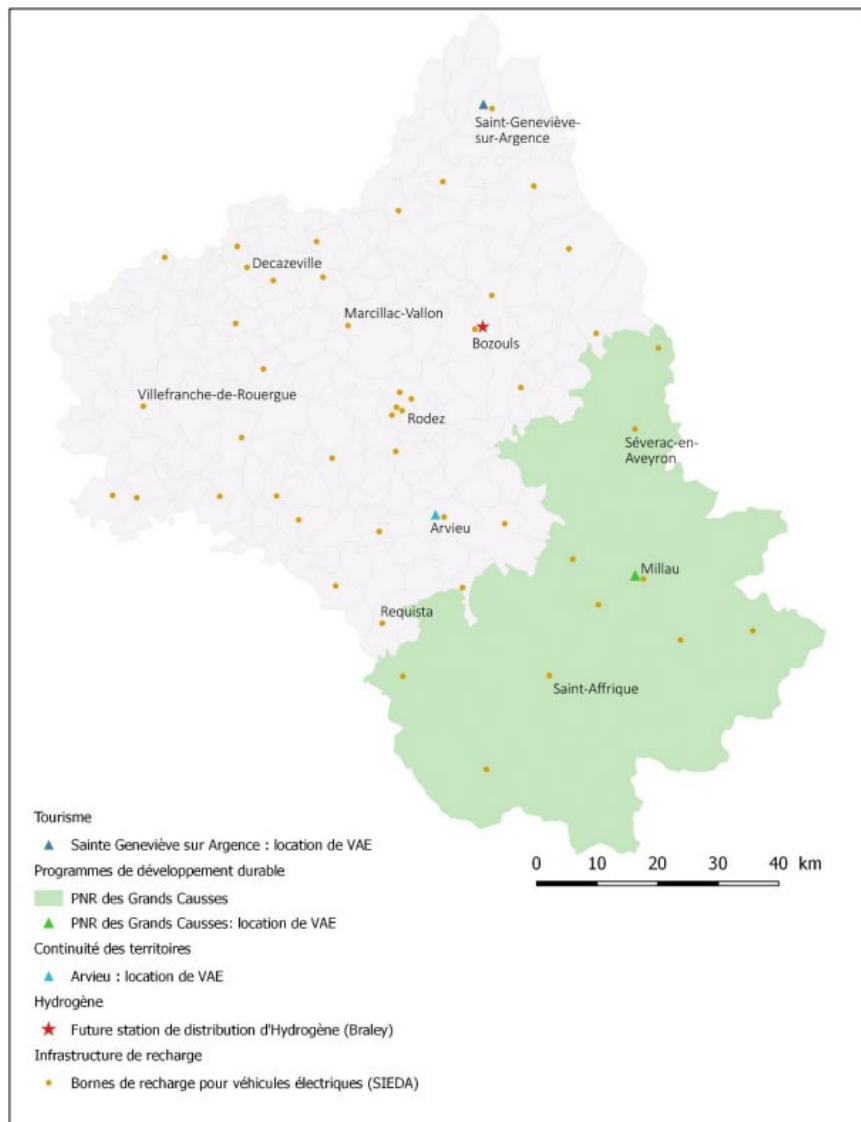 Saint-Geneviève-
sur-Argence
Decazeville
Marcillac-Vallon
Bozouls
Villefranche-de-Rouergue
Rodez
Séverac-en-
Aveyron
Arvieu
Millau
Requista
Saint-Affrique
Tourisme
Sainte Geneviève sur Argence : location de VAE
Programmes de développement durable
PNR des Grands Causses
PNR des Grands Causses: location de VAE
Continuité des territoires
Arvieu : location de VAE
Hydrogène
Future station de distribution d'Hydrogène (Braley)
Infrastructure de recharge
Bornes de recharge pour véhicules électriques (SIEDA)
0 10 20 30 40 km